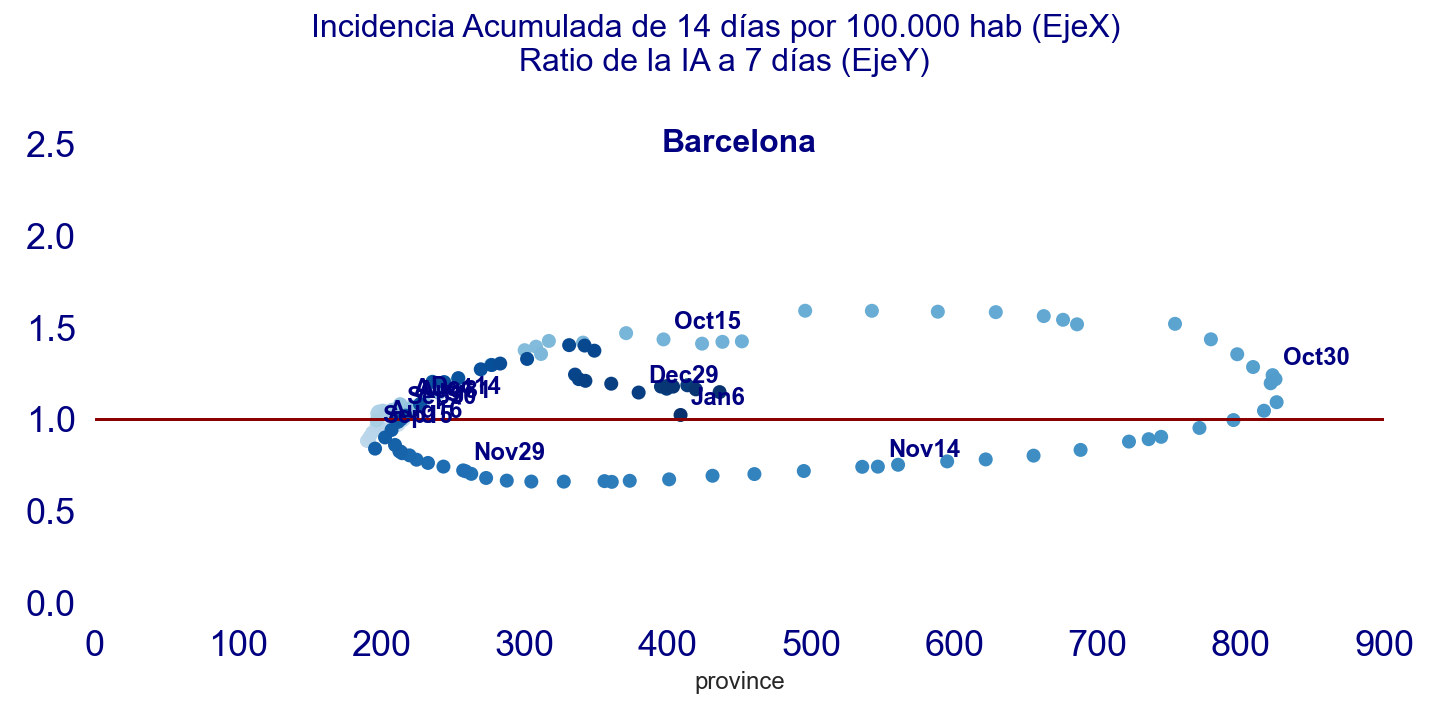 Incidencia Acumulada de 14 días por 100.000 hab (EjeX)
Ratio de la IA a 7 días (EjeY)
Barcelona
2.5
2.0
1.5
1.0
0.5
0.0
Oct15
Oct30
Dec29
Jan6
Nov14
Nov29
0 100 200 300 400 500 600 700 800 900
province